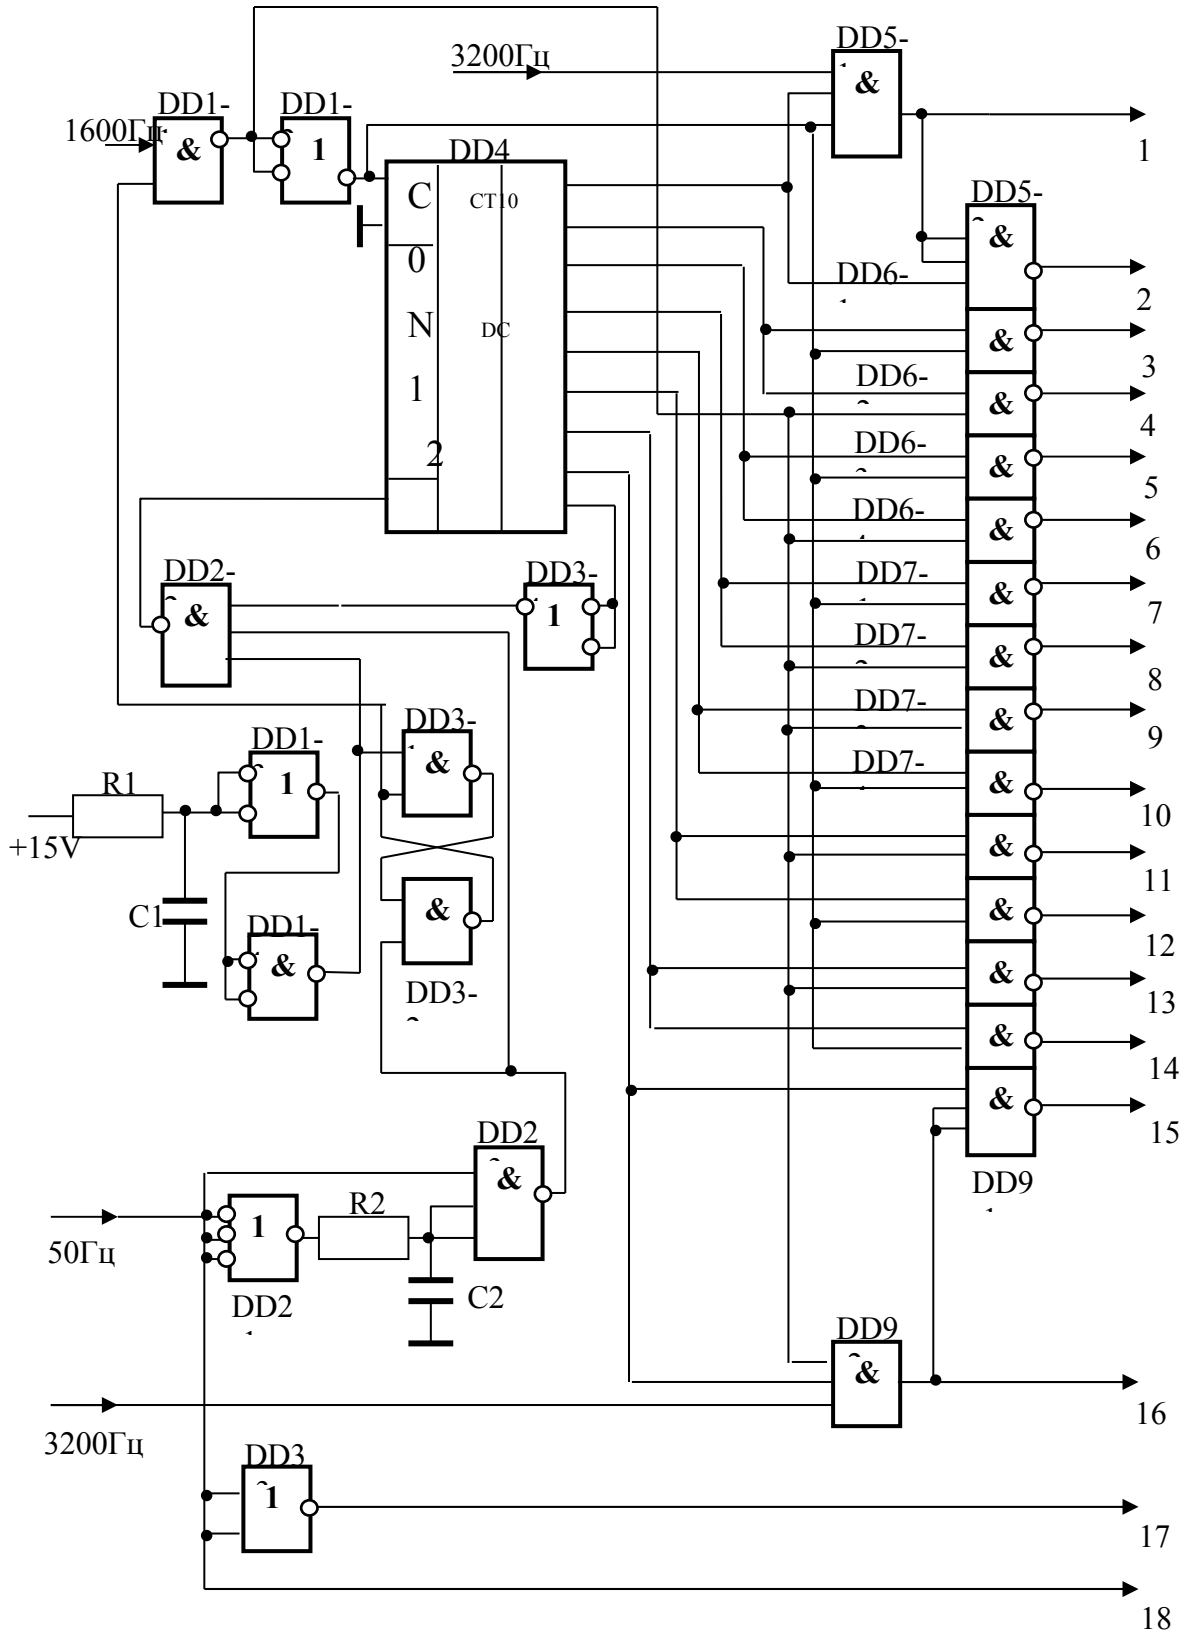 DD5-
3200Гц
&
DD1-
DD1-
1600Гц
&
1
DD4
1
C
CT10
DD5-
&
0
DD6-
2
N
DC
&
3
1
DD6-
&
4
2
DD6-
&
5
DD6-
&
6
DD2-
DD3-
DD7-
&
1
&
7
DD7-
&
8
DD7-
&
9
DD3-
DD1-
&
DD7-
R1
1
&
10
+15V
&
11
C1
&
DD1-
&
12
&
DD3-
&
13
&
14
&
15
DD2
&
DD9
R2
1
50Гц
C2
DD2
DD9
&
16
3200Гц
DD3
1
17
18